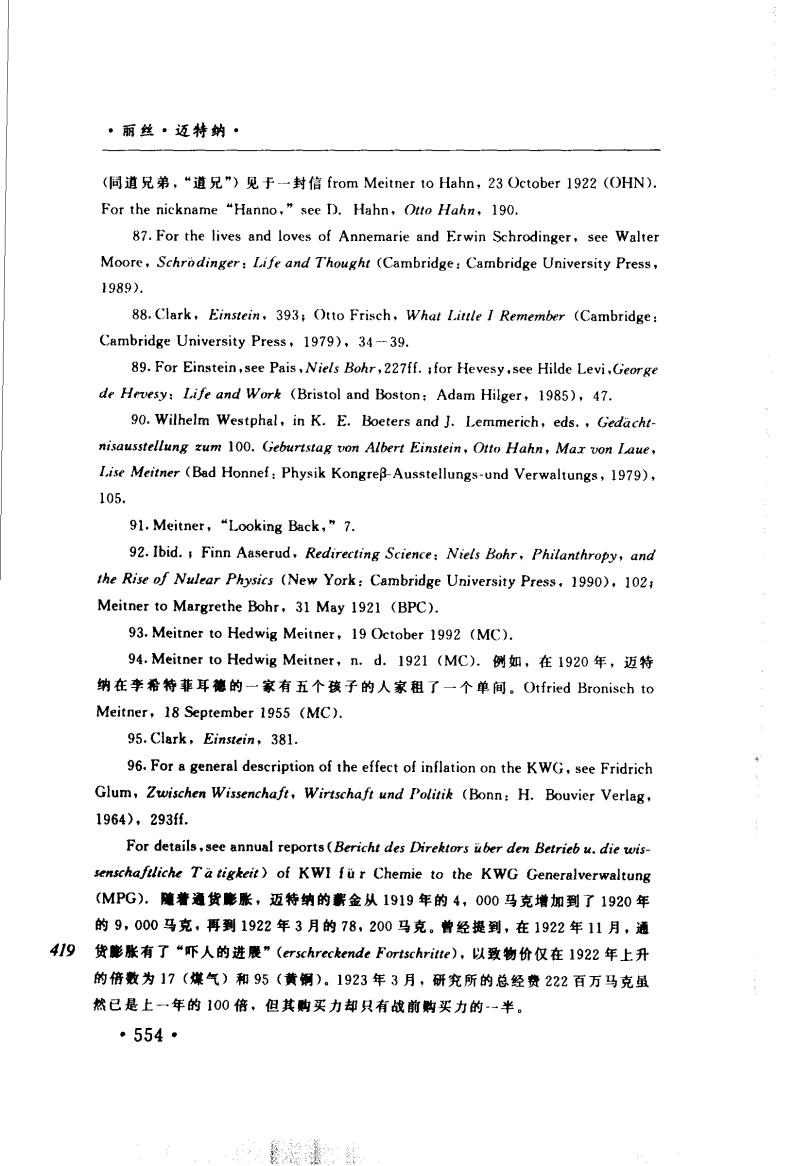 ·丽丝·迈特纳·
(同道兄弟，“道兄”) 见于一封信 from Meitner to Hahn, 23 October 1922 (OHN).
For the nickname “Hanno,” see D. Hahn, Otto Hahn, 190.
87. For the lives and loves of Annemarie and Erwin Schrodinger, see Walter
Moore, Schrödinger: Life and Thought (Cambridge: Cambridge University Press,
1989).
88. Clark, Einstein, 393; Otto Frisch, What Little I Remember (Cambridge:
Cambridge University Press, 1979), 34—39.
89. For Einstein, see Pais, Niels Bohr, 227ff. ; for Hevesy, see Hilde Levi, George
de Hevesy: Life and Work (Bristol and Boston: Adam Hilger, 1985), 47.
90. Wilhelm Westphal, in K. E. Boeters and J. Lemmerich, eds. , Gedächt-
nisausstellung zum 100. Geburtstag von Albert Einstein, Otto Hahn, Max von Laue,
Lise Meitner (Bad Honnef: Physik Kongreβ-Ausstellungs-und Verwaltungs, 1979),
105.
91. Meitner, “Looking Back,” 7.
92. Ibid. ; Finn Aaserud, Redirecting Science: Niels Bohr, Philanthropy, and
the Rise of Nulear Physics (New York: Cambridge University Press, 1990), 102;
Meitner to Margrethe Bohr, 31 May 1921 (BPC).
93. Meitner to Hedwig Meitner, 19 October 1992 (MC).
94. Meitner to Hedwig Meitner, n. d. 1921 (MC). 例如，在 1920 年，迈特
纳在李希特菲耳德的一家有五个孩子的人家租了一个单间。Otfried Bronisch to
Meitner, 18 September 1955 (MC).
95. Clark, Einstein, 381.
96. For a general description of the effect of inflation on the KWG, see Fridrich
Glum, Zwischen Wissenchaft, Wirtschaft und Politik (Bonn: H. Bouvier Verlag,
1964), 293ff.
For details, see annual reports (Bericht des Direktors über den Betrieb u. die wis-
senschaftliche Tätigkeit) of KWI für Chemie to the KWG Generalverwaltung
(MPG). 随着通货膨胀，迈特纳的薪金从 1919 年的 4，000 马克增加到了 1920 年
的 9，000 马克，再到 1922 年 3 月的 78，200 马克。曾经提到，在 1922 年 11 月，通
419 货膨胀有了“吓人的进展”(erschreckende Fortschritte)，以致物价仅在 1922 年上升
的倍数为 17 (煤气) 和 95 (黄铜)。1923 年 3 月，研究所的总经费 222 百万马克虽
然已是上一年的 100 倍，但其购买力却只有战前购买力的一半。
·554·